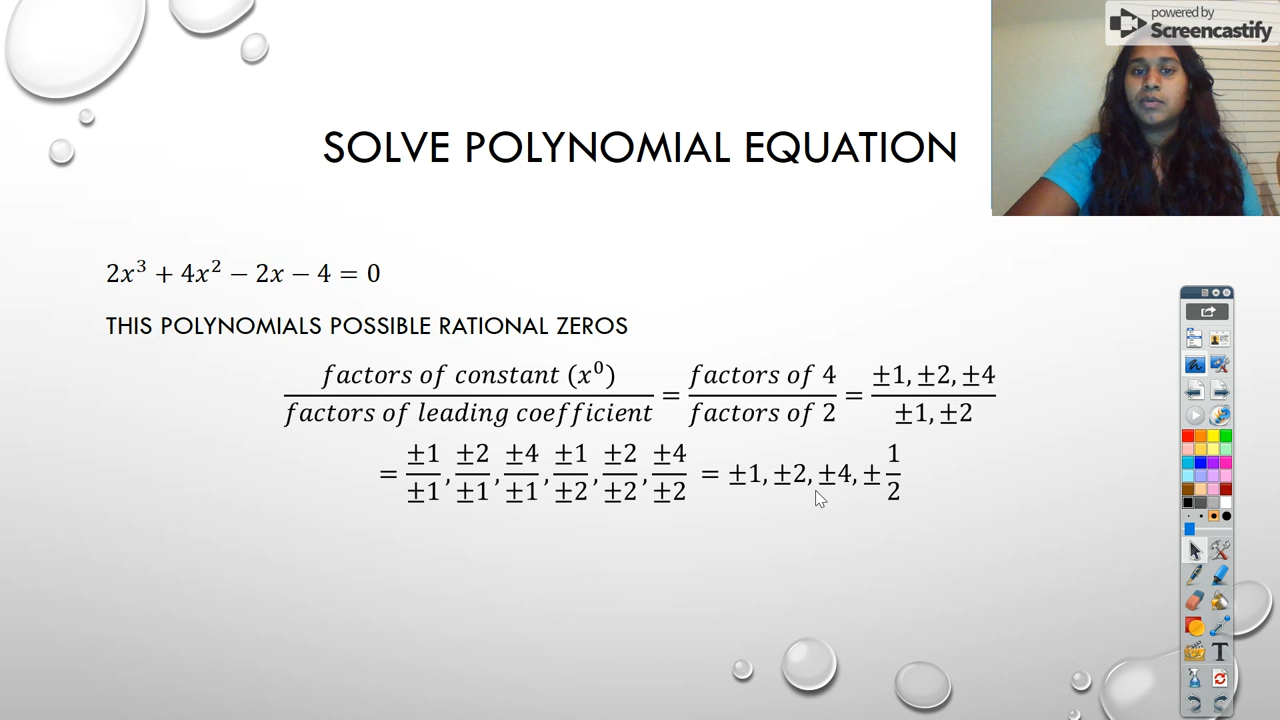 powered by
Screencastify
SOLVE POLYNOMIAL EQUATION
2x³ + 4x² − 2x − 4 = 0
THIS POLYNOMIALS POSSIBLE RATIONAL ZEROS
factors of constant (x⁰) / factors of leading coefficient = factors of 4 / factors of 2 = ±1, ±2, ±4 / ±1, ±2
= ±1/±1, ±2/±1, ±4/±1, ±1/±2, ±2/±2, ±4/±2 = ±1, ±2, ±4, ±1/2
T